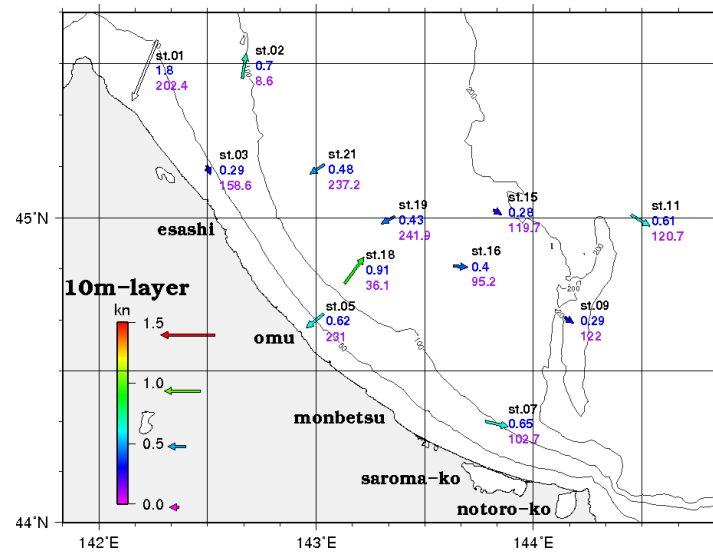 st.01
1.8
202.4
st.02
0.7
8.6
st.03
0.29
158.6
st.21
0.48
237.2
st.19
0.43
241.9
st.15
0.28
119.7
st.11
0.61
120.7
45°N
esashi
st.18
0.91
36.1
st.16
0.4
95.2
10m-layer
kn
1.5
1.0
0.5
0.0
st.05
0.62
231
omu
st.09
0.29
122
50
100
200
200
200
200
monbetsu
st.07
0.65
102.7
saroma-ko
notoro-ko
44°N
142°E
143°E
144°E